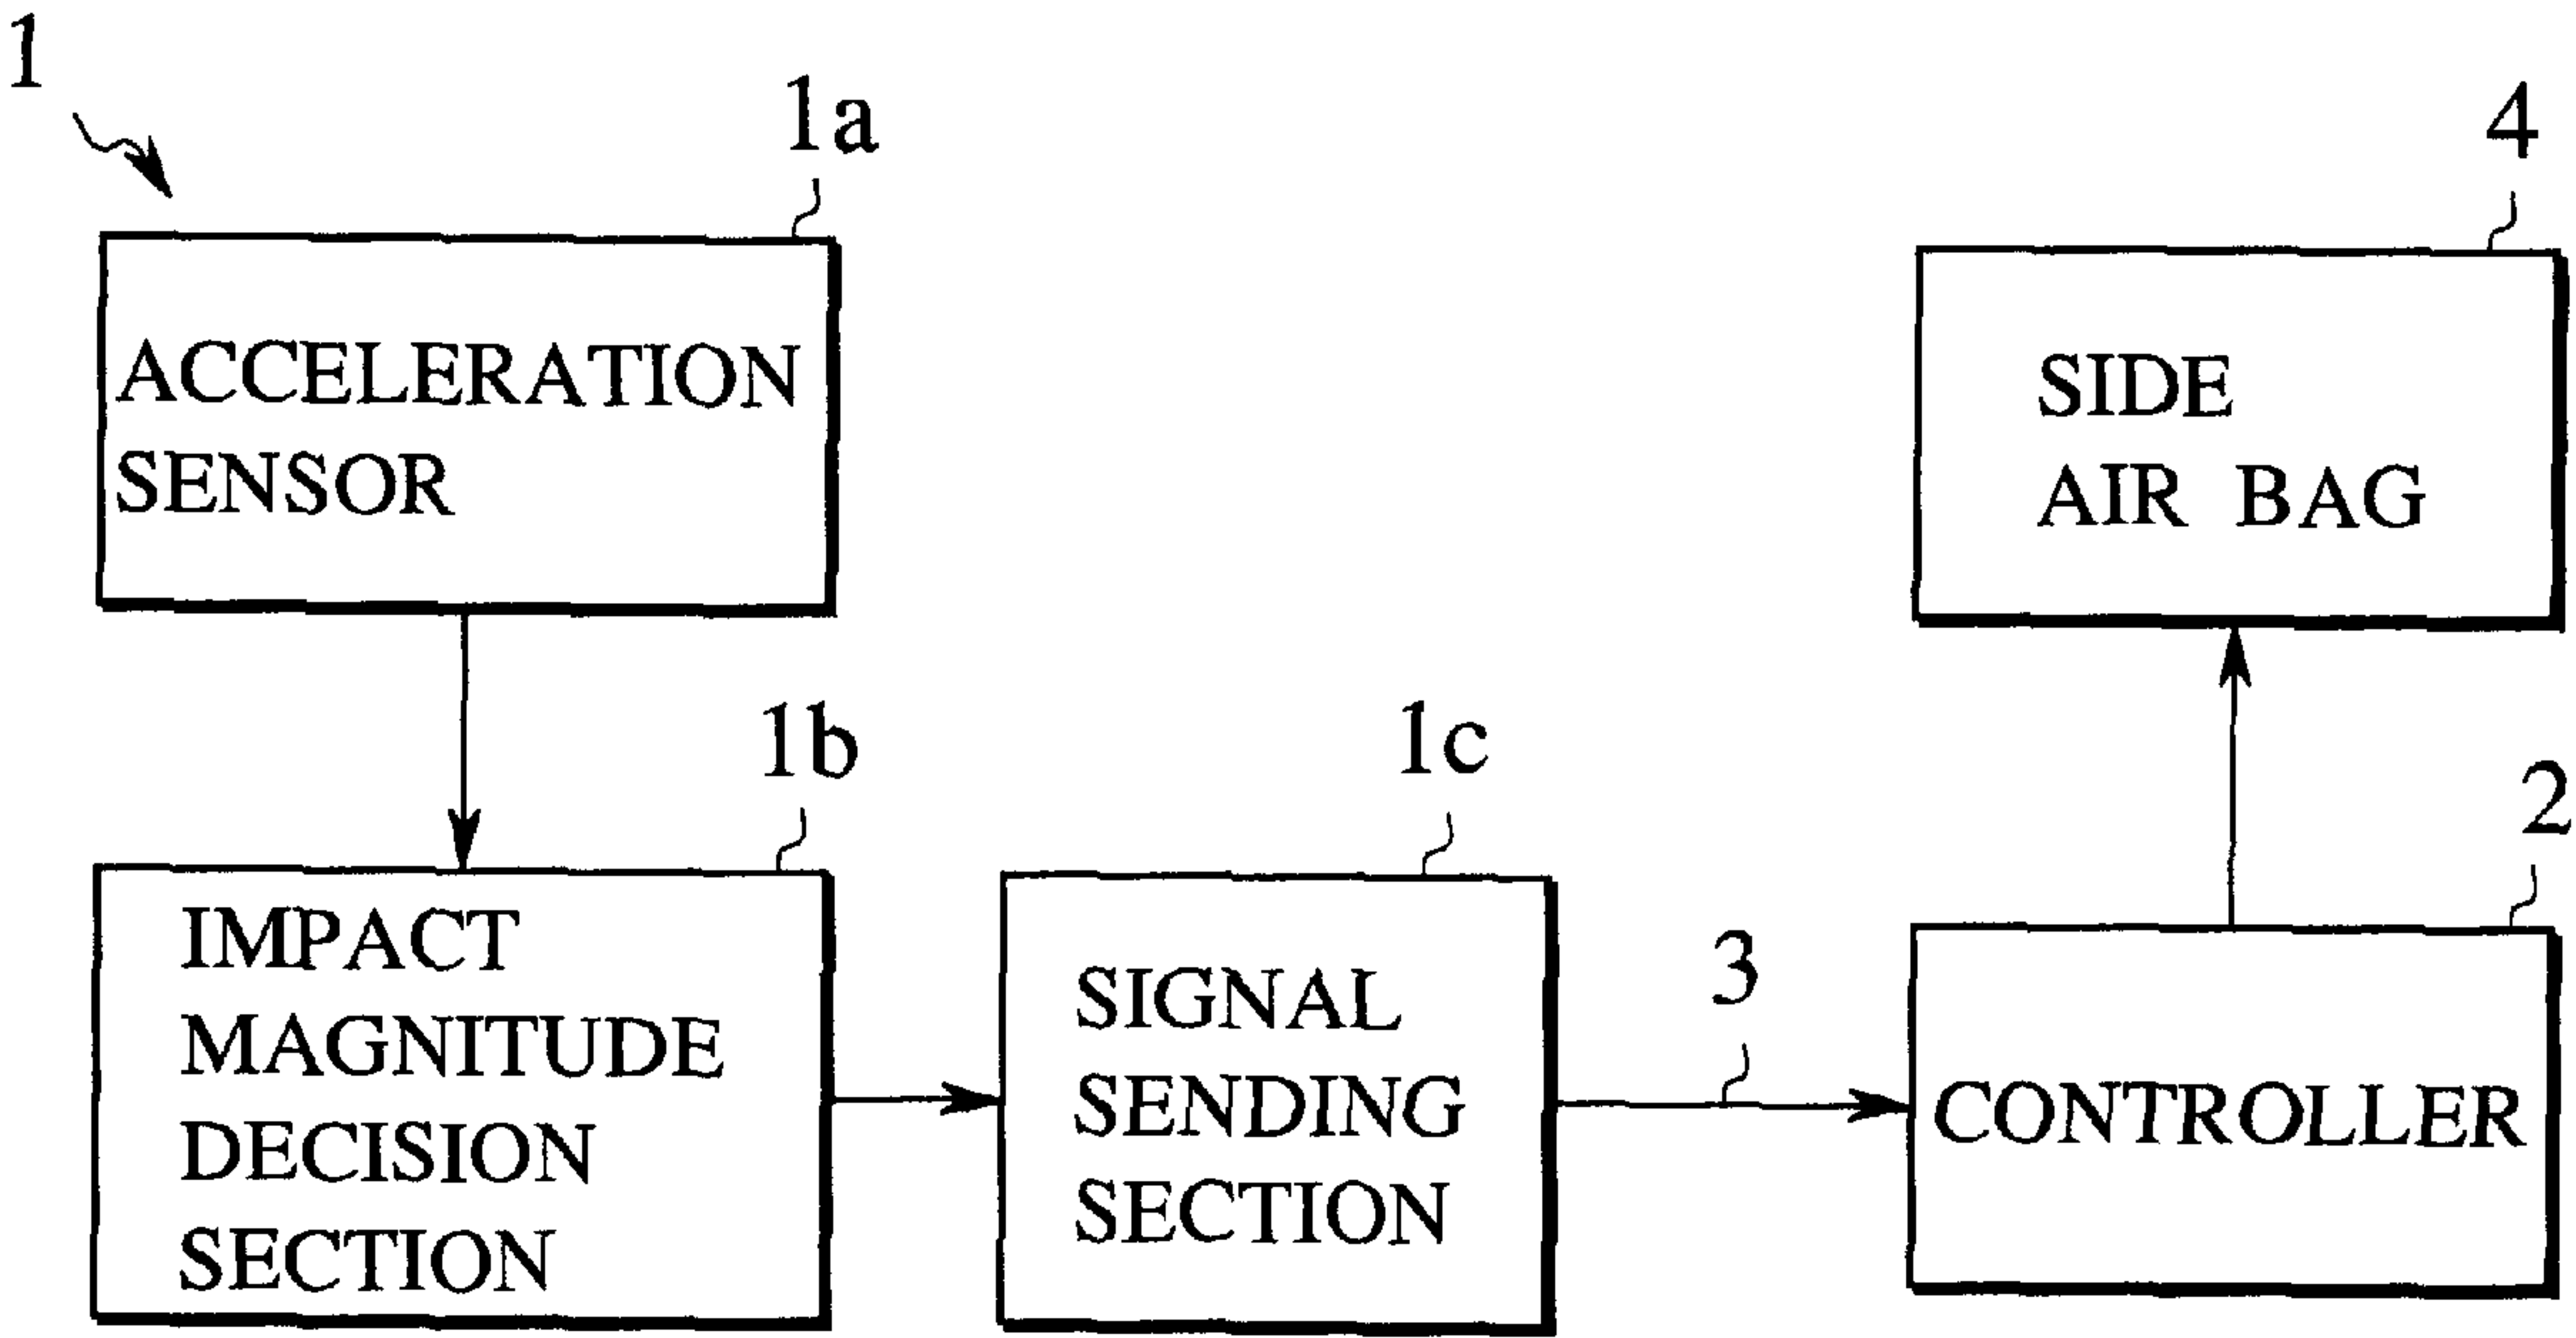 1
1a
4
ACCELERATION
SENSOR
SIDE
AIR BAG
1b
1c
2
IMPACT
MAGNITUDE
DECISION
SECTION
SIGNAL
SENDING
SECTION
3
CONTROLLER